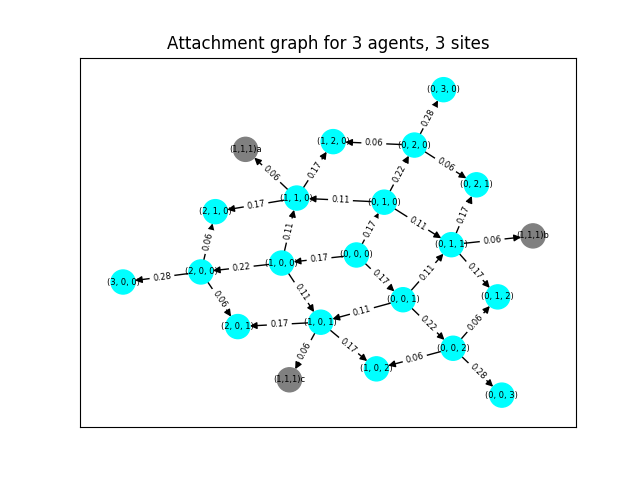 Attachment graph for 3 agents, 3 sites
(0, 3, 0)
0.28
(1,1,1)a
(1, 2, 0)
0.06
(0, 2, 0)
0.06
0.06
0.17
0.22
(0, 2, 1)
(2, 1, 0)
0.17
(1, 1, 0)
0.11
(0, 1, 0)
0.17
0.11
0.11
0.17
0.06
(0, 1, 1)
0.06
(1,1,1)b
(3, 0, 0)
0.28
(2, 0, 0)
0.22
(1, 0, 0)
0.17
(0, 0, 0)
0.17
0.11
0.17
0.06
0.11
(0, 0, 1)
(0, 1, 2)
(2, 0, 1)
0.17
(1, 0, 1)
0.11
0.22
0.06
0.06
0.17
(0, 0, 2)
0.06
(1,1,1)c
(1, 0, 2)
0.28
(0, 0, 3)